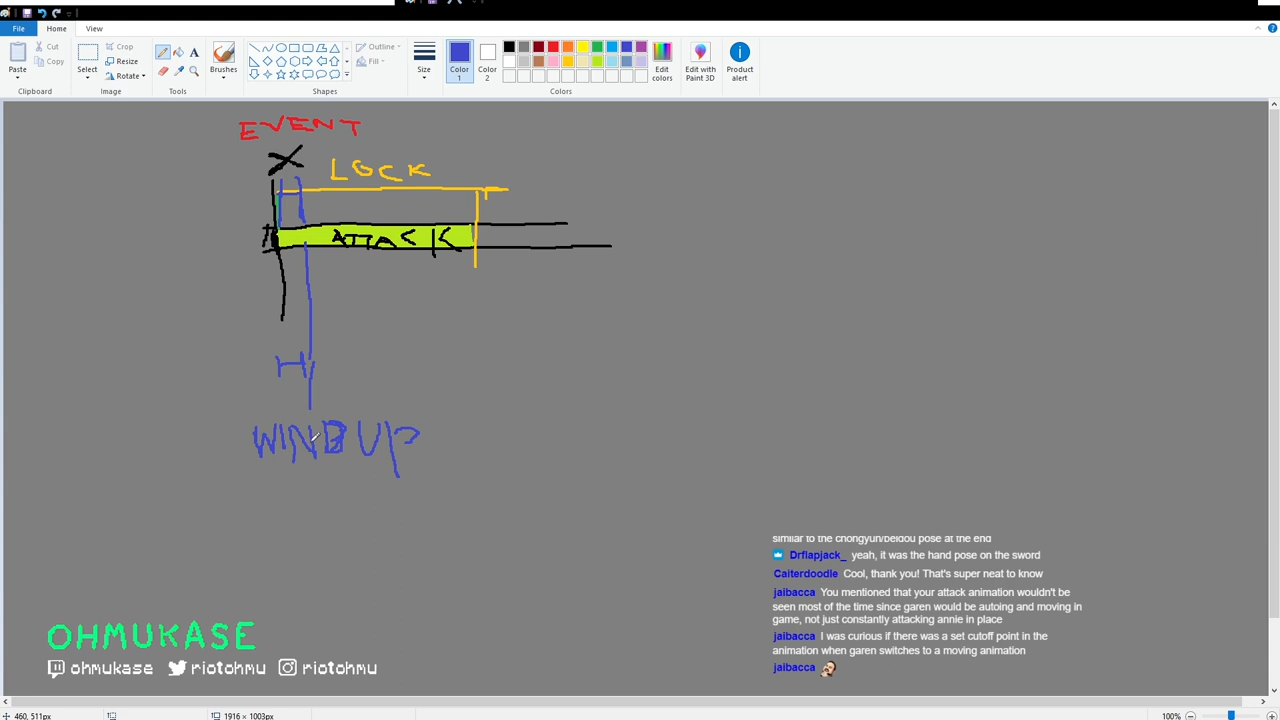 File
Home
View
Paste
Cut
Copy
Clipboard
Select
Crop
Resize
Rotate
Image
Tools
Brushes
Outline
Fill
Shapes
Size
Color 1
Color 2
Colors
Edit colors
Edit with Paint 3D
Product alert
EVENT
X
LOCK
ATTACK
WIND UP
similar to the chongyun/beidou pose at the end
Drflapjack_ yeah, it was the hand pose on the sword
Caiterdoodle Cool, thank you! That's super neat to know
jaibacca You mentioned that your attack animation wouldn't be
seen most of the time since garen would be autoing and moving in
game, not just constantly attacking annie in place
jaibacca I was curious if there was a set cutoff point in the
animation when garen switches to a moving animation
jaibacca
OHMUKASE
ohmukase riotohmu riotohmu
460, 511px
1916 × 1003px
100%